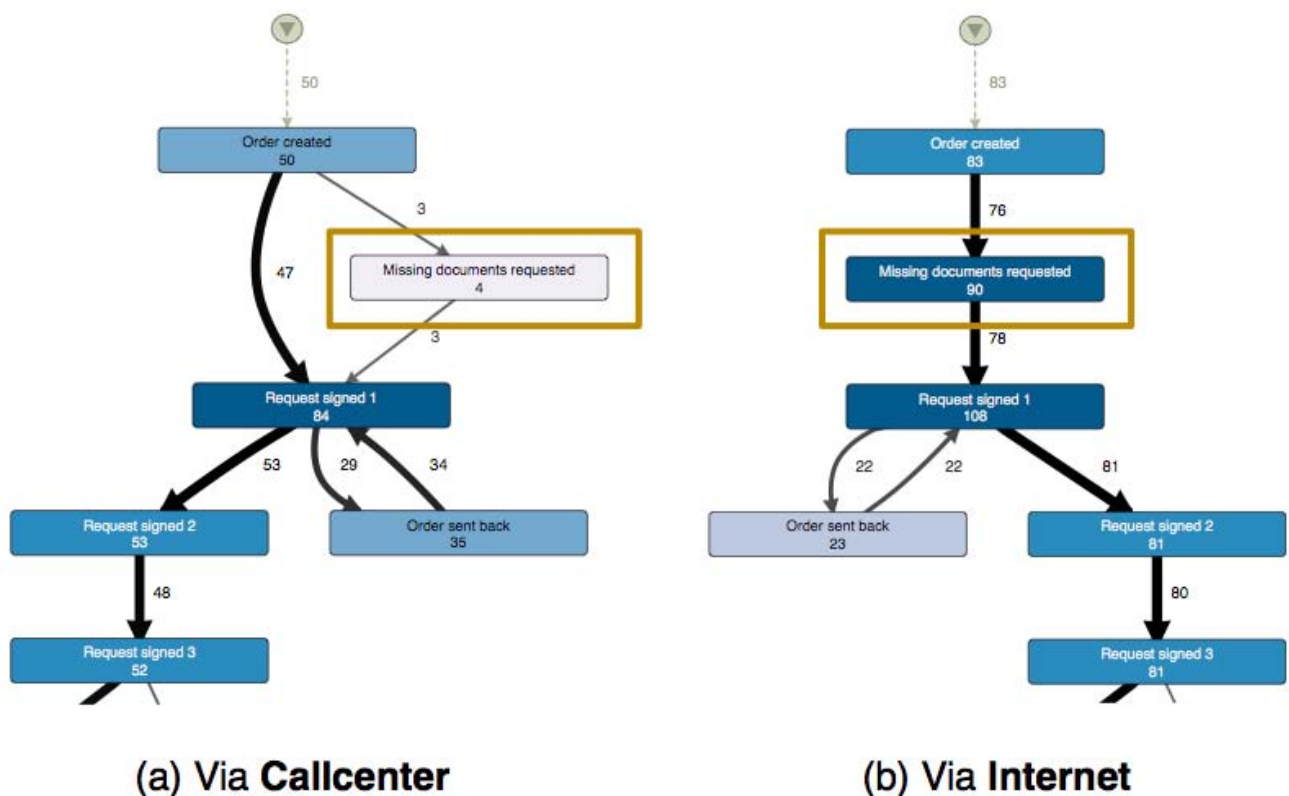 50
Order created
50
3
47
Missing documents requested
4
3
Request signed 1
84
53
29
34
Request signed 2
53
Order sent back
35
48
Request signed 3
52
(a) Via Callcenter
83
Order created
83
76
Missing documents requested
90
78
Request signed 1
108
22
22
81
Order sent back
23
Request signed 2
81
80
Request signed 3
81
(b) Via Internet